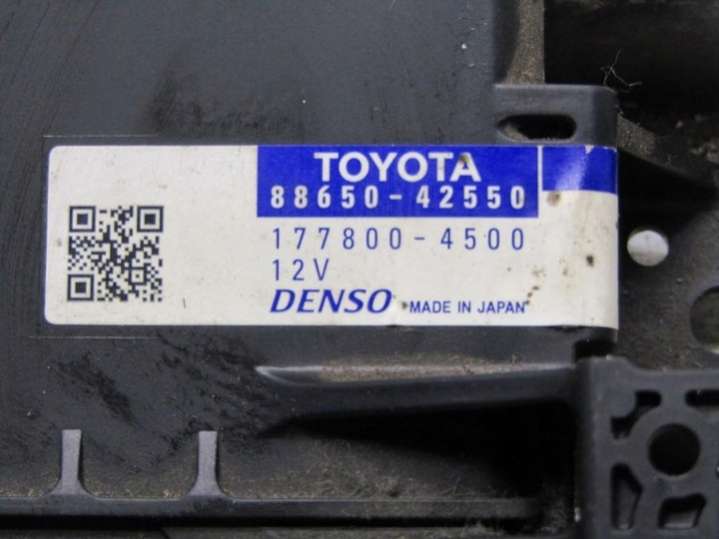 TOYOTA
88650-42550
177800-4500
12V
DENSO MADE IN JAPAN